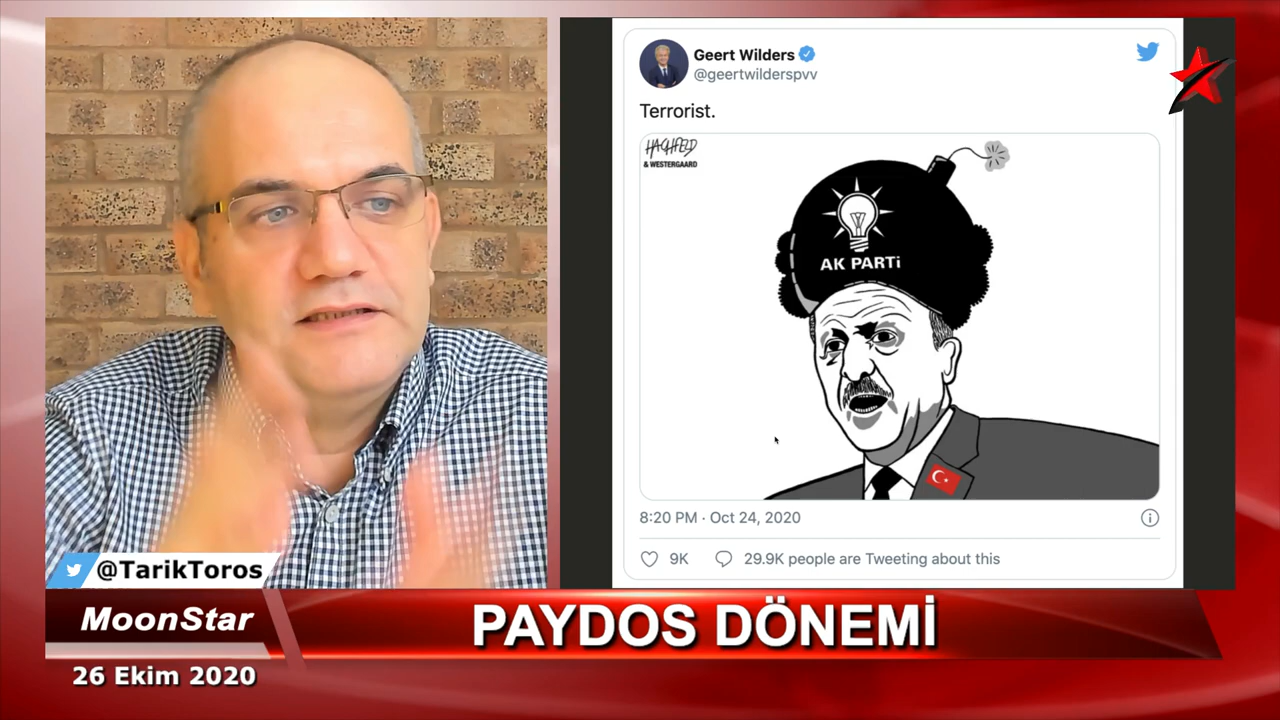 Geert Wilders
@geertwilderspvv
Terrorist.
HACHFELD
& WESTERGAARD
AK PARTi
8:20 PM · Oct 24, 2020
9K
29.9K people are Tweeting about this
@TarikToros
MoonStar
PAYDOS DÖNEMİ
26 Ekim 2020